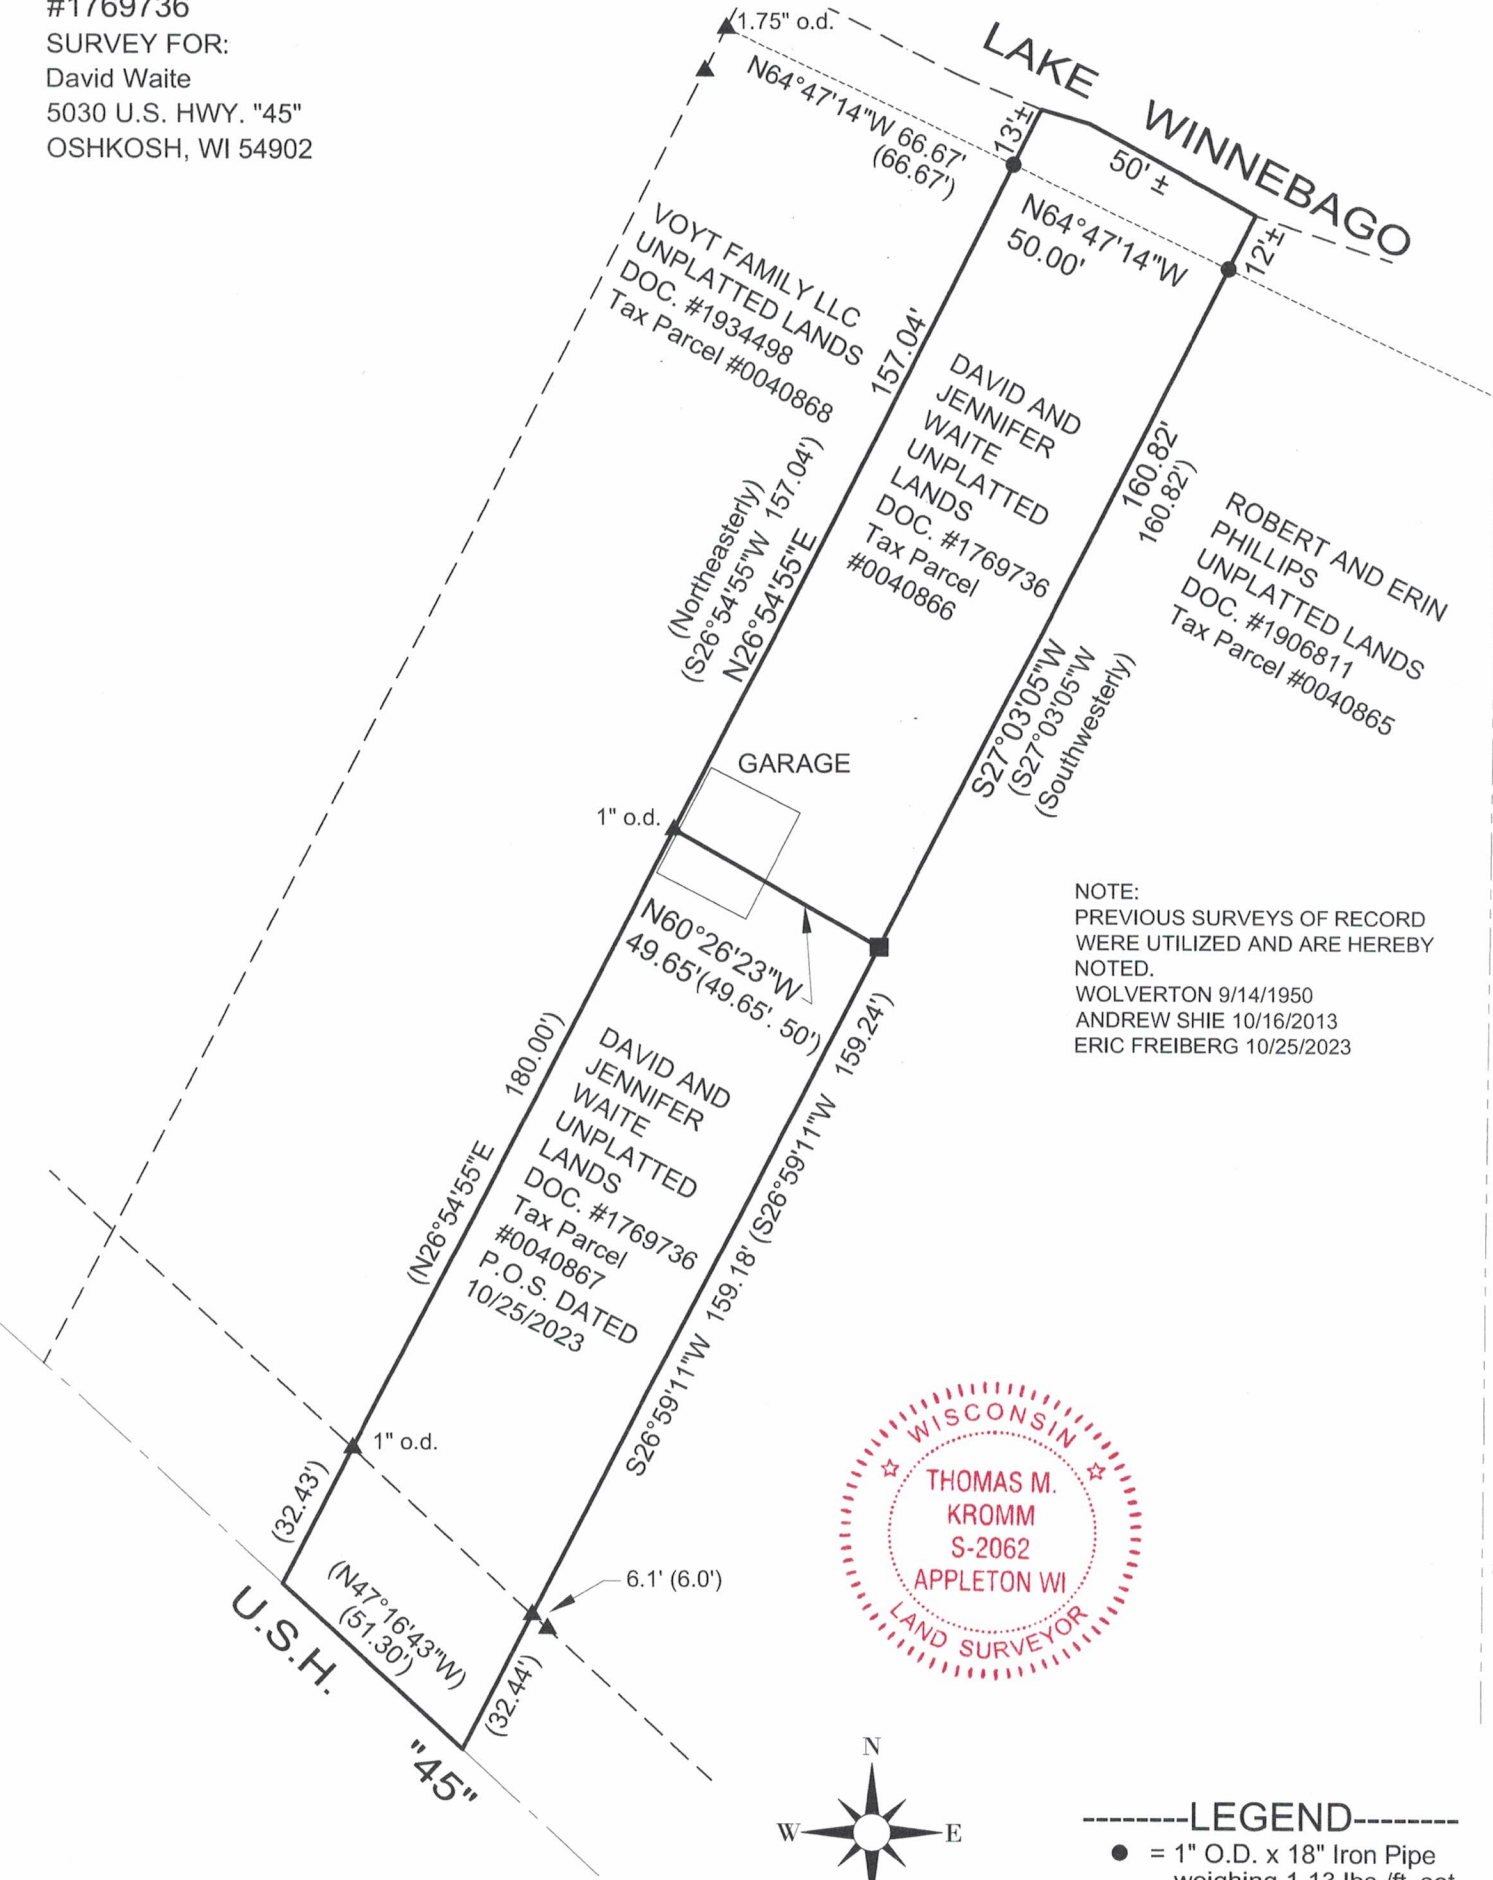 #1769736
SURVEY FOR:
David Waite
5030 U.S. HWY. "45"
OSHKOSH, WI 54902
1.75" o.d.
LAKE WINNEBAGO
N64°47'14"W 66.67'
(66.67')
13'±
50' ±
12'±
N64°47'14"W
50.00'
VOYT FAMILY LLC
UNPLATTED LANDS
DOC. #1934498
Tax Parcel #0040868
157.04'
N26°54'55"E
(S26°54'55"W 157.04')
(Northeasterly)
DAVID AND
JENNIFER
WAITE
UNPLATTED
LANDS
DOC. #1769736
Tax Parcel
#0040866
160.82'
160.82')
S27°03'05"W
(S27°03'05"W
(Southwesterly)
ROBERT AND ERIN
PHILLIPS
UNPLATTED LANDS
DOC. #1906811
Tax Parcel #0040865
GARAGE
1" o.d.
N60°26'23"W
49.65'(49.65'. 50')
NOTE:
PREVIOUS SURVEYS OF RECORD
WERE UTILIZED AND ARE HEREBY
NOTED.
WOLVERTON 9/14/1950
ANDREW SHIE 10/16/2013
ERIC FREIBERG 10/25/2023
(N26°54'55"E 180.00')
DAVID AND
JENNIFER
WAITE
UNPLATTED
LANDS
DOC. #1769736
Tax Parcel
#0040867
P.O.S. DATED
10/25/2023
S26°59'11"W 159.18' (S26°59'11"W 159.24')
1" o.d.
(32.43')
(N47°16'43"W)
(51.30')
6.1' (6.0')
(32.44')
U.S.H. "45"
WISCONSIN
THOMAS M.
KROMM
S-2062
APPLETON WI
LAND SURVEYOR
N
W
E
--------LEGEND--------
= 1" O.D. x 18" Iron Pipe